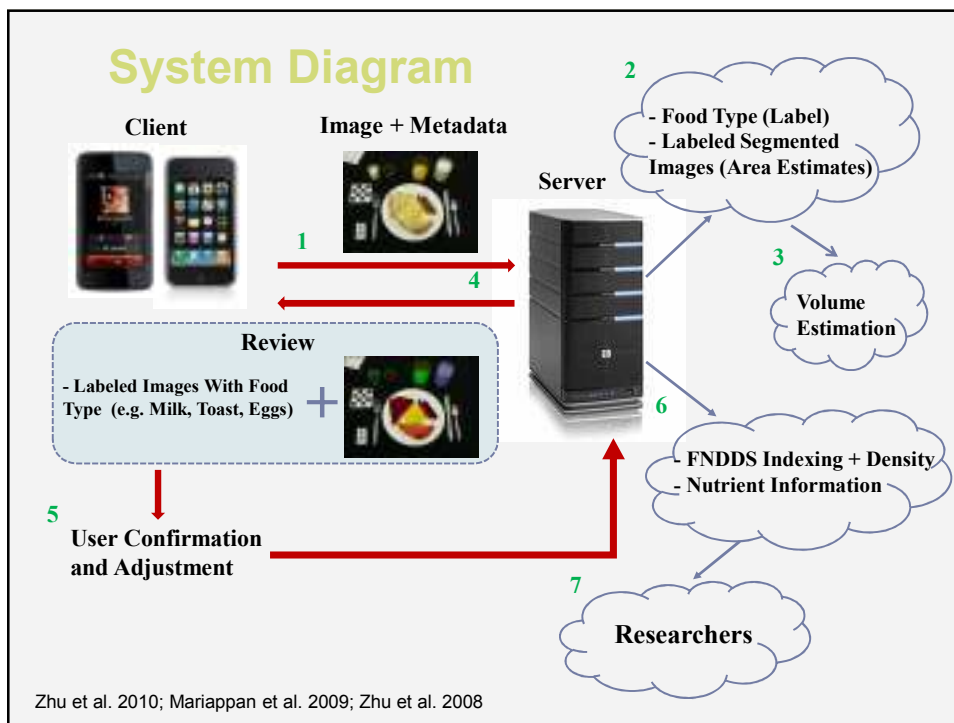 System Diagram
Client
Image + Metadata
1
4
Server
2
- Food Type (Label)
- Labeled Segmented
Images (Area Estimates)
3
Volume
Estimation
Review
- Labeled Images With Food
Type (e.g. Milk, Toast, Eggs)
+
5
User Confirmation
and Adjustment
6
- FNDDS Indexing + Density
- Nutrient Information
7
Researchers
Zhu et al. 2010; Mariappan et al. 2009; Zhu et al. 2008